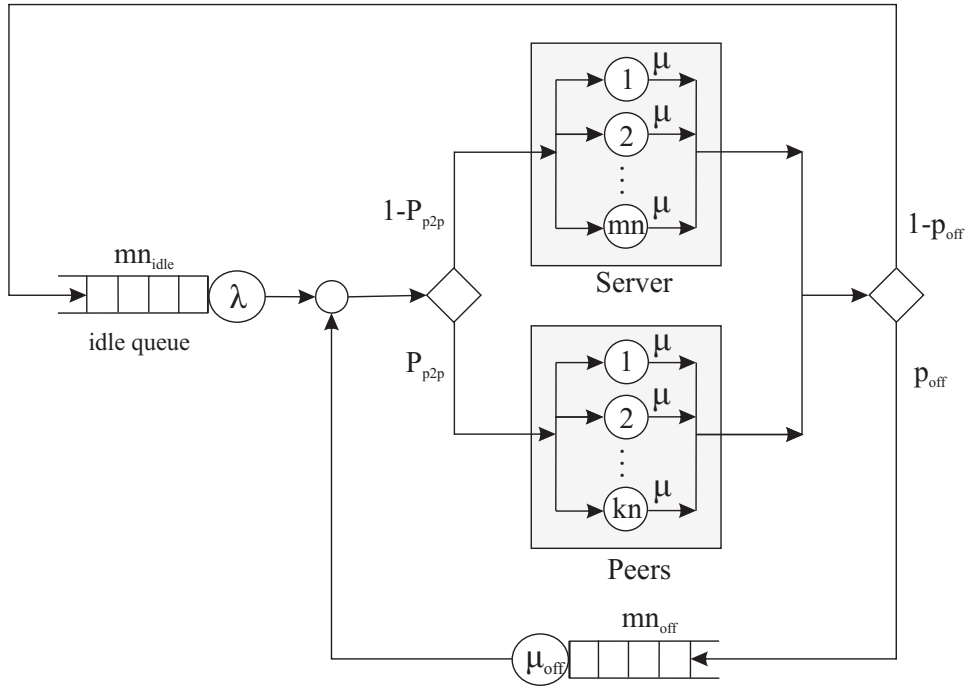 1
μ
2
μ
⋮
mn
μ
Server
1-P_p2p
1-p_off
mn_idle
λ
idle queue
P_p2p
p_off
1
μ
2
μ
⋮
kn
μ
Peers
mn_off
μ_off